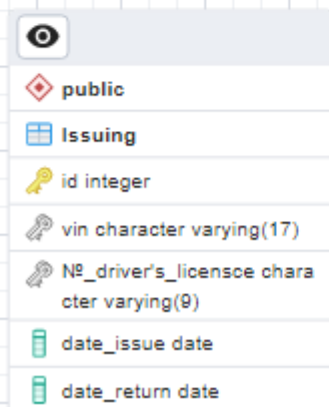 public
Issuing
id integer
vin character varying(17)
№_driver's_licensce chara
cter varying(9)
date_issue date
date_return date